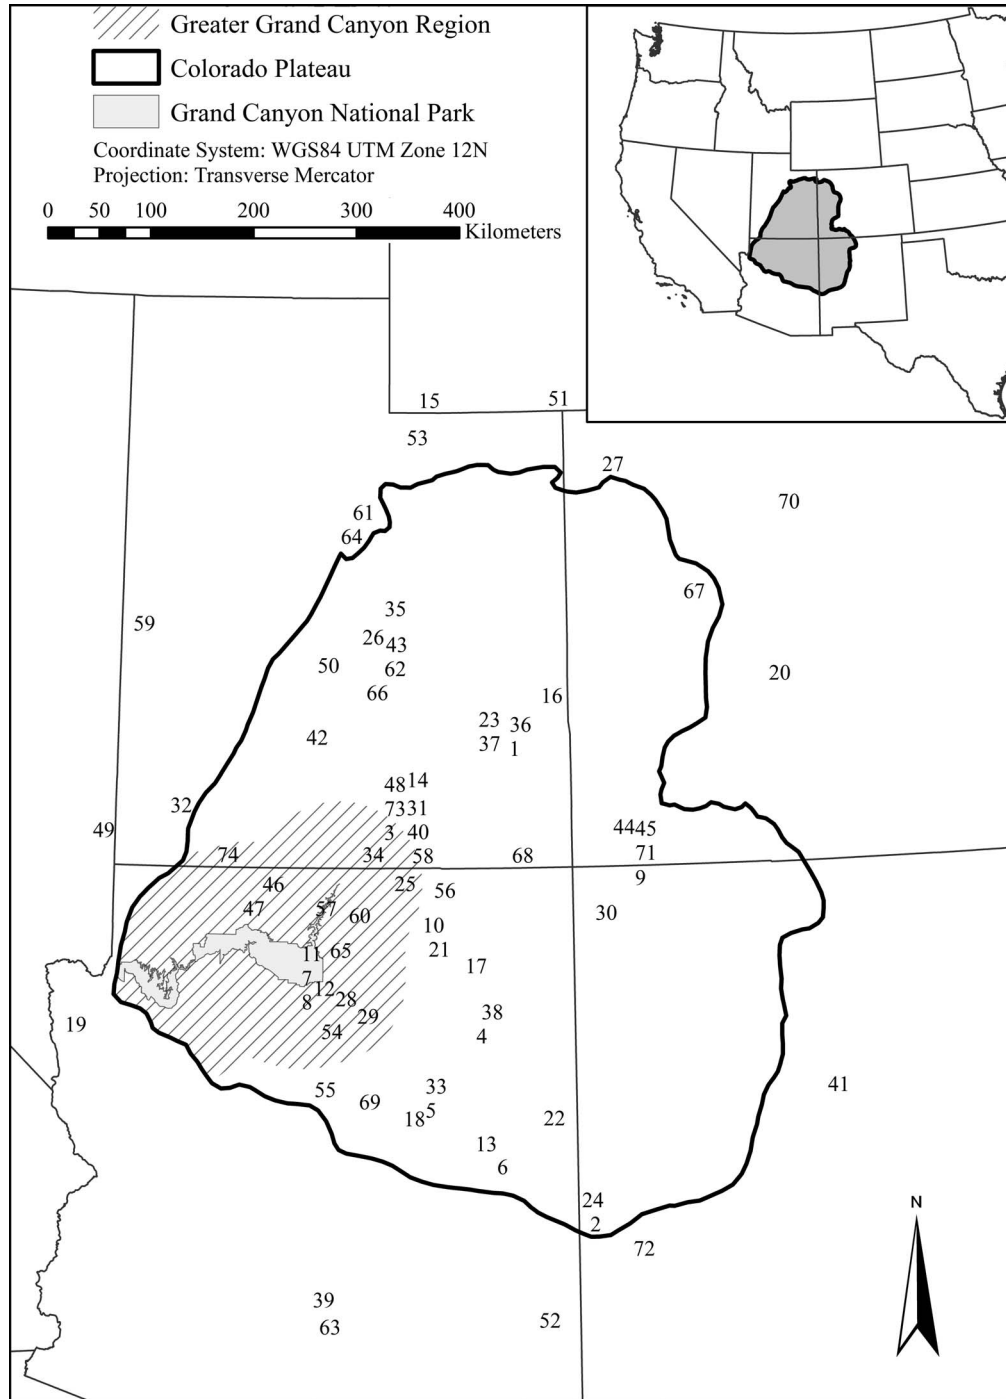 Greater Grand Canyon Region
Colorado Plateau
Grand Canyon National Park
Coordinate System: WGS84 UTM Zone 12N
Projection: Transverse Mercator
0 50 100 200 300 400
Kilometers
15 51
53
27
61 70
64
35 67
59
26 43
50 62 20
66 16
23 36
42 37 1
48 14
32 73 31
49 3 40 44 45
74 34 58 68 71
46 25 56 9
47 57 60 30
10
11 65 21
7 17
12
8 28
19 29 38
54 4
55 33 41
69 5
18 22
13
6
24
2
72
39
63 52
N